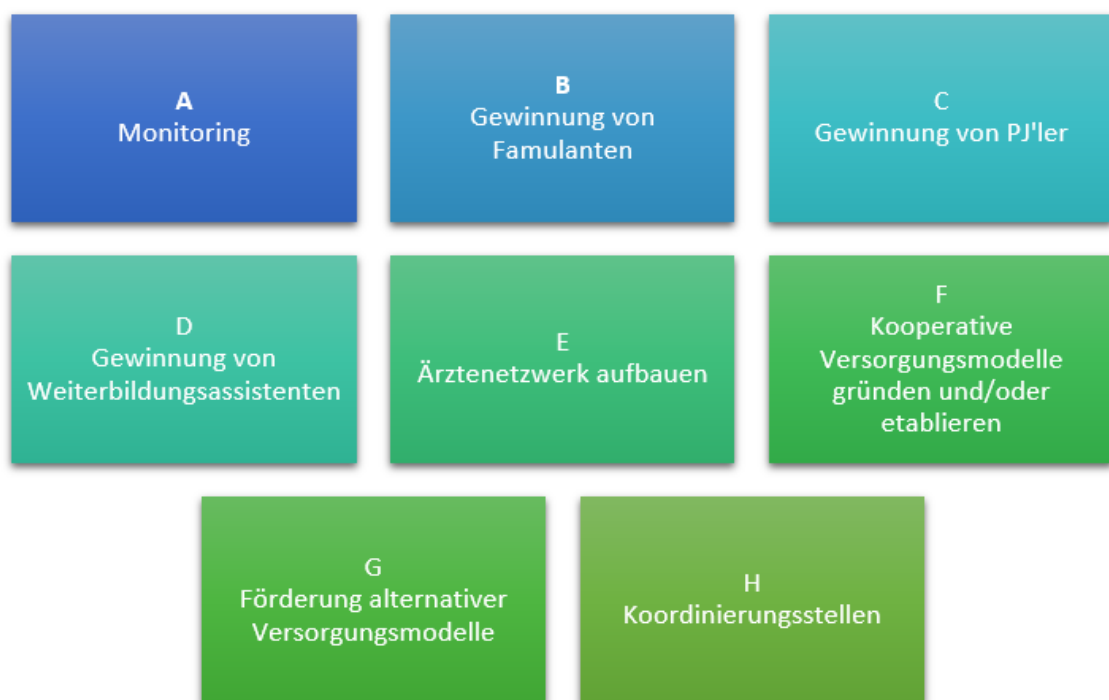 A
Monitoring
B
Gewinnung von
Famulanten
C
Gewinnung von PJ'ler
D
Gewinnung von
Weiterbildungsassistenten
E
Ärztenetzwerk aufbauen
F
Kooperative
Versorgungsmodelle
gründen und/oder
etablieren
G
Förderung alternativer
Versorgungsmodelle
H
Koordinierungsstellen